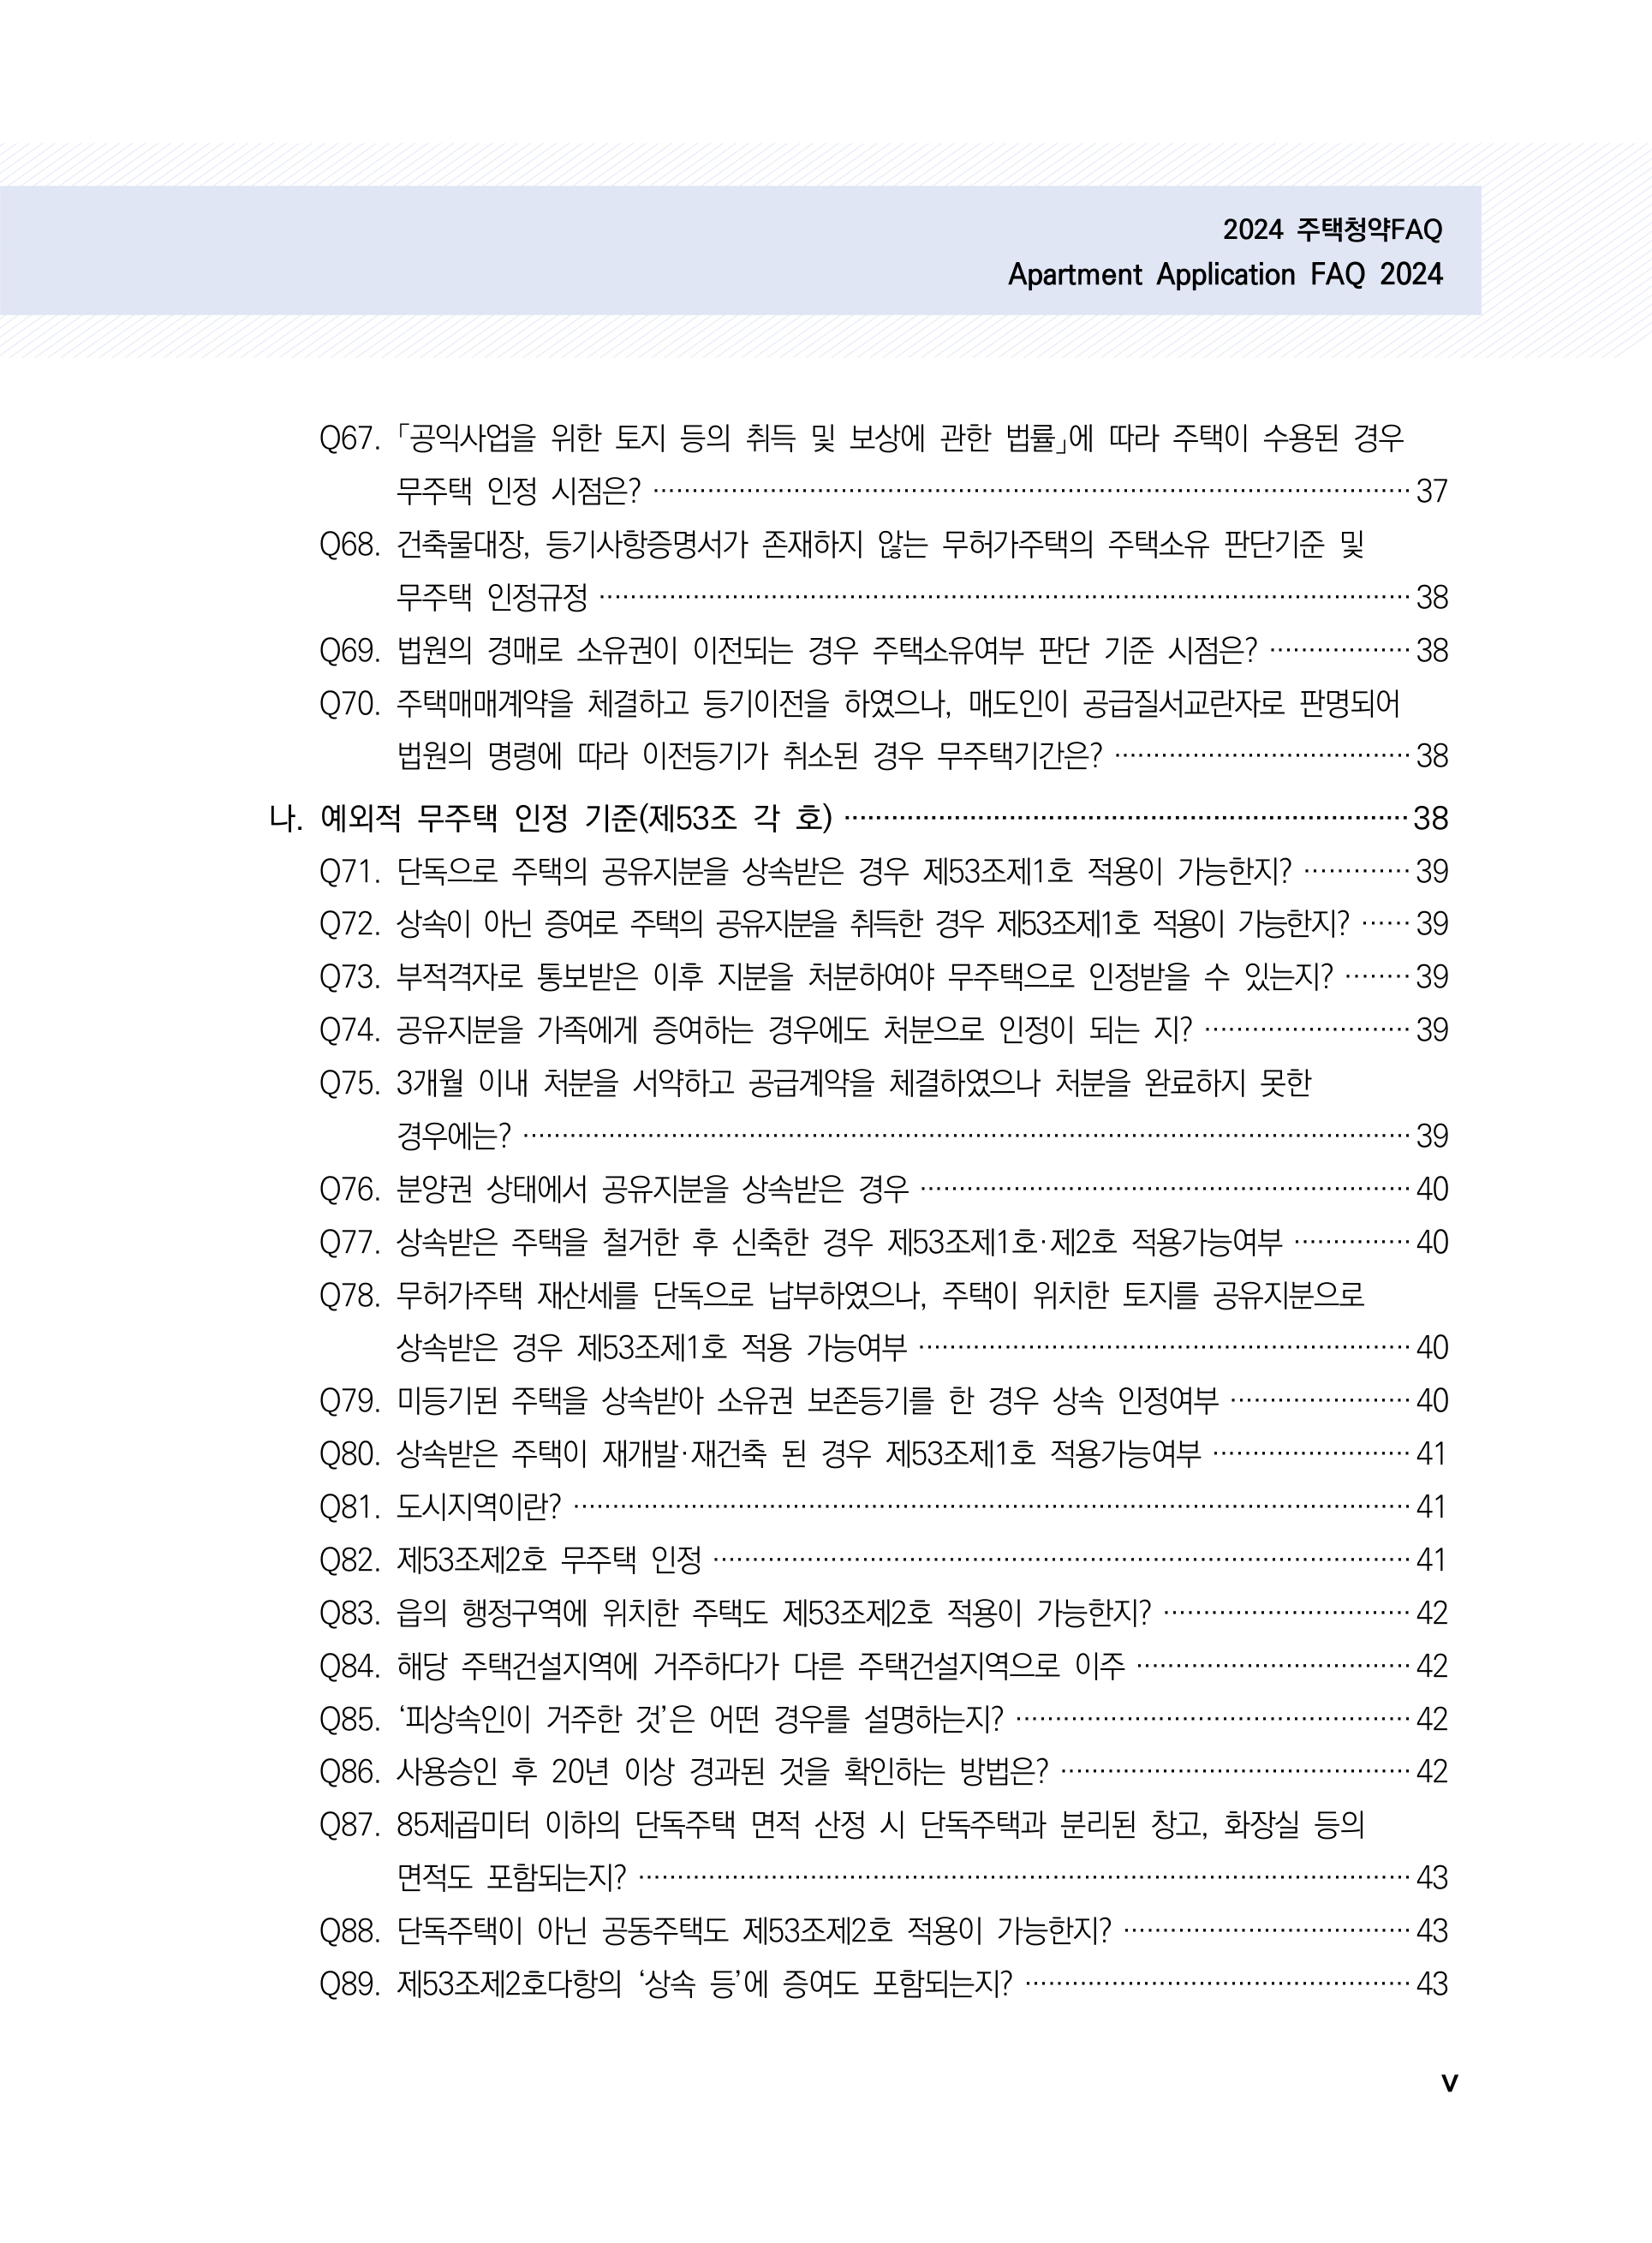 2024 주택청약FAQ
Apartment Application FAQ 2024
Q67. 「공익사업을 위한 토지 등의 취득 및 보상에 관한 법률」에 따라 주택이 수용된 경우
무주택 인정 시점은? 37
Q68. 건축물대장, 등기사항증명서가 존재하지 않는 무허가주택의 주택소유 판단기준 및
무주택 인정규정 38
Q69. 법원의 경매로 소유권이 이전되는 경우 주택소유여부 판단 기준 시점은? 38
Q70. 주택매매계약을 체결하고 등기이전을 하였으나, 매도인이 공급질서교란자로 판명되어
법원의 명령에 따라 이전등기가 취소된 경우 무주택기간은? 38
나. 예외적 무주택 인정 기준(제53조 각 호) 38
Q71. 단독으로 주택의 공유지분을 상속받은 경우 제53조제1호 적용이 가능한지? 39
Q72. 상속이 아닌 증여로 주택의 공유지분을 취득한 경우 제53조제1호 적용이 가능한지? 39
Q73. 부적격자로 통보받은 이후 지분을 처분하여야 무주택으로 인정받을 수 있는지? 39
Q74. 공유지분을 가족에게 증여하는 경우에도 처분으로 인정이 되는 지? 39
Q75. 3개월 이내 처분을 서약하고 공급계약을 체결하였으나 처분을 완료하지 못한
경우에는? 39
Q76. 분양권 상태에서 공유지분을 상속받은 경우 40
Q77. 상속받은 주택을 철거한 후 신축한 경우 제53조제1호·제2호 적용가능여부 40
Q78. 무허가주택 재산세를 단독으로 납부하였으나, 주택이 위치한 토지를 공유지분으로
상속받은 경우 제53조제1호 적용 가능여부 40
Q79. 미등기된 주택을 상속받아 소유권 보존등기를 한 경우 상속 인정여부 40
Q80. 상속받은 주택이 재개발·재건축 된 경우 제53조제1호 적용가능여부 41
Q81. 도시지역이란? 41
Q82. 제53조제2호 무주택 인정 41
Q83. 읍의 행정구역에 위치한 주택도 제53조제2호 적용이 가능한지? 42
Q84. 해당 주택건설지역에 거주하다가 다른 주택건설지역으로 이주 42
Q85. ‘피상속인이 거주한 것’은 어떤 경우를 설명하는지? 42
Q86. 사용승인 후 20년 이상 경과된 것을 확인하는 방법은? 42
Q87. 85제곱미터 이하의 단독주택 면적 산정 시 단독주택과 분리된 창고, 화장실 등의
면적도 포함되는지? 43
Q88. 단독주택이 아닌 공동주택도 제53조제2호 적용이 가능한지? 43
Q89. 제53조제2호다항의 ‘상속 등’에 증여도 포함되는지? 43
v